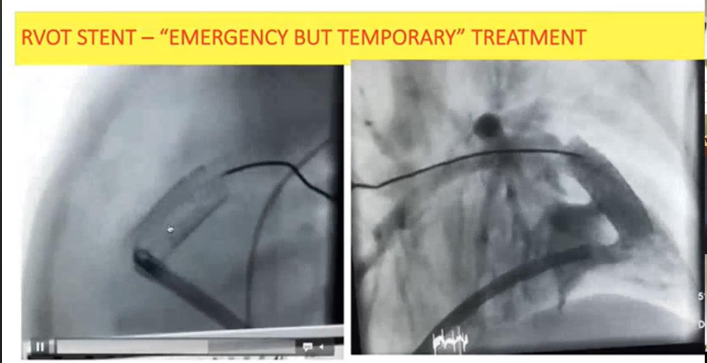 RVOT STENT – “EMERGENCY BUT TEMPORARY” TREATMENT